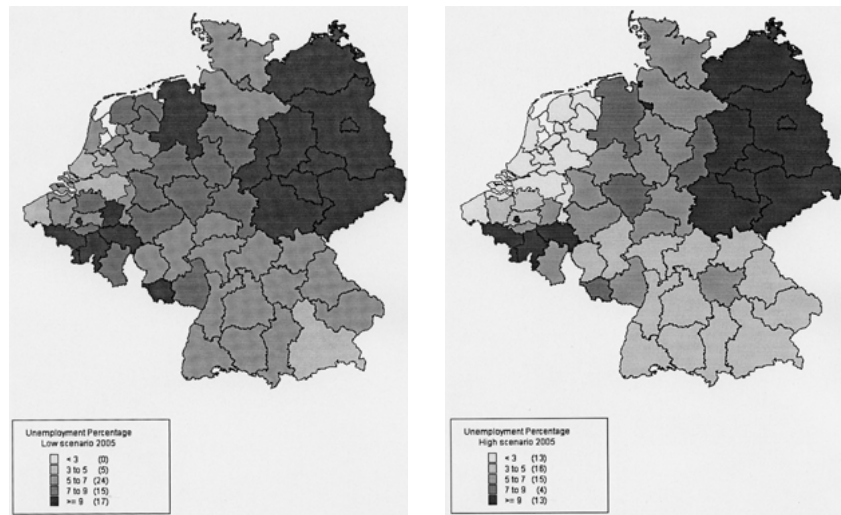 Unemployment Percentage
Low scenario 2005
< 3 (0)
3 to 5 (5)
5 to 7 (24)
7 to 9 (15)
>= 9 (17)
Unemployment Percentage
High scenario 2005
< 3 (13)
3 to 5 (16)
5 to 7 (15)
7 to 9 (4)
>= 9 (13)